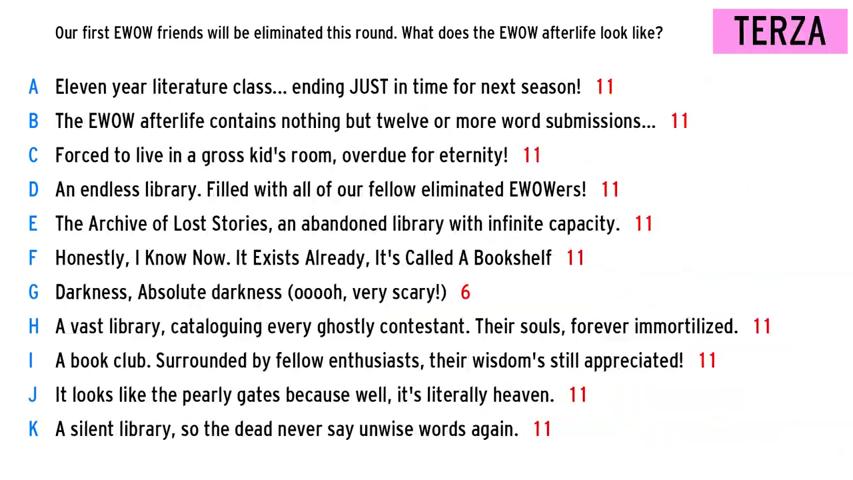 Our first EWOW friends will be eliminated this round. What does the EWOW afterlife look like?
TERZA
A Eleven year literature class... ending JUST in time for next season! 11
B The EWOW afterlife contains nothing but twelve or more word submissions... 11
C Forced to live in a gross kid's room, overdue for eternity! 11
D An endless library. Filled with all of our fellow eliminated EWOWers! 11
E The Archive of Lost Stories, an abandoned library with infinite capacity. 11
F Honestly, I Know Now. It Exists Already, It's Called A Bookshelf 11
G Darkness, Absolute darkness (ooooh, very scary!) 6
H A vast library, cataloguing every ghostly contestant. Their souls, forever immortilized. 11
I A book club. Surrounded by fellow enthusiasts, their wisdom's still appreciated! 11
J It looks like the pearly gates because well, it's literally heaven. 11
K A silent library, so the dead never say unwise words again. 11